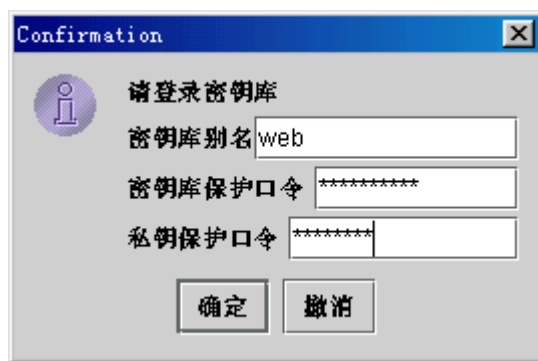 Confirmation
请登录密钥库
密钥库别名 web
密钥库保护口令 **********
私钥保护口令 ********
确定 撤消